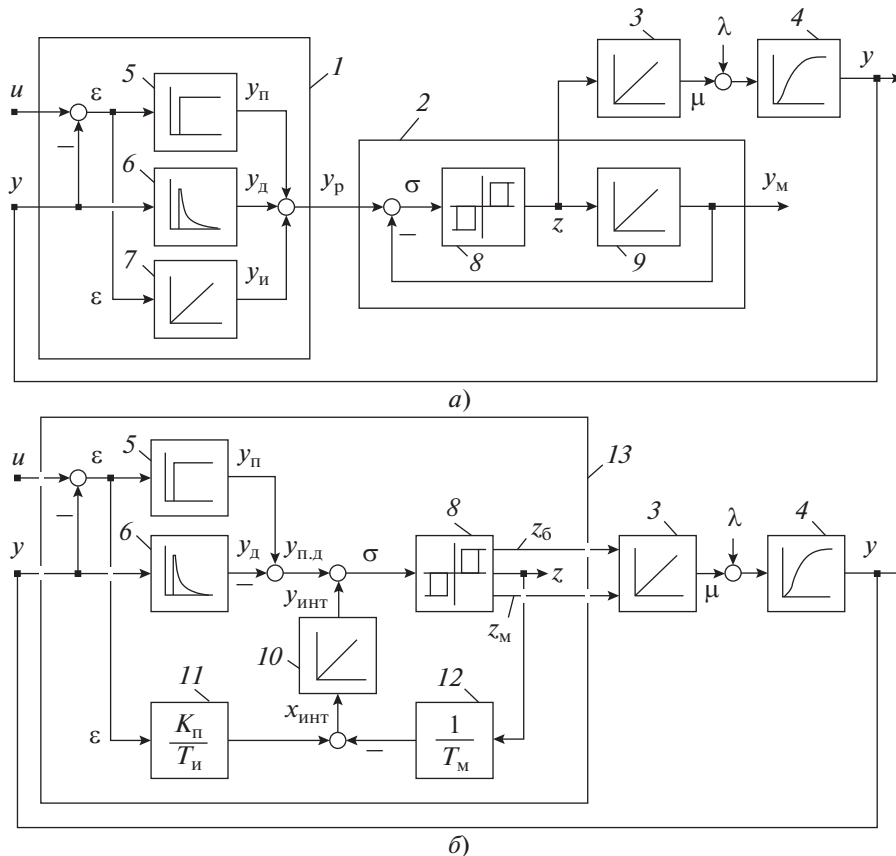 3
4
λ
y
μ
1
5
u
ε
yп
2
6
y
yд
yр
σ
yм
z
8
9
7
ε
yи
а)
13
5
u
ε
yп
8
3
λ
4
6
zб
y
yд
yп.д
σ
z
y
μ
yинт
zм
10
11
12
xинт
ε
Kп
Tи
1
Tм
б)
–
–
–
–
–